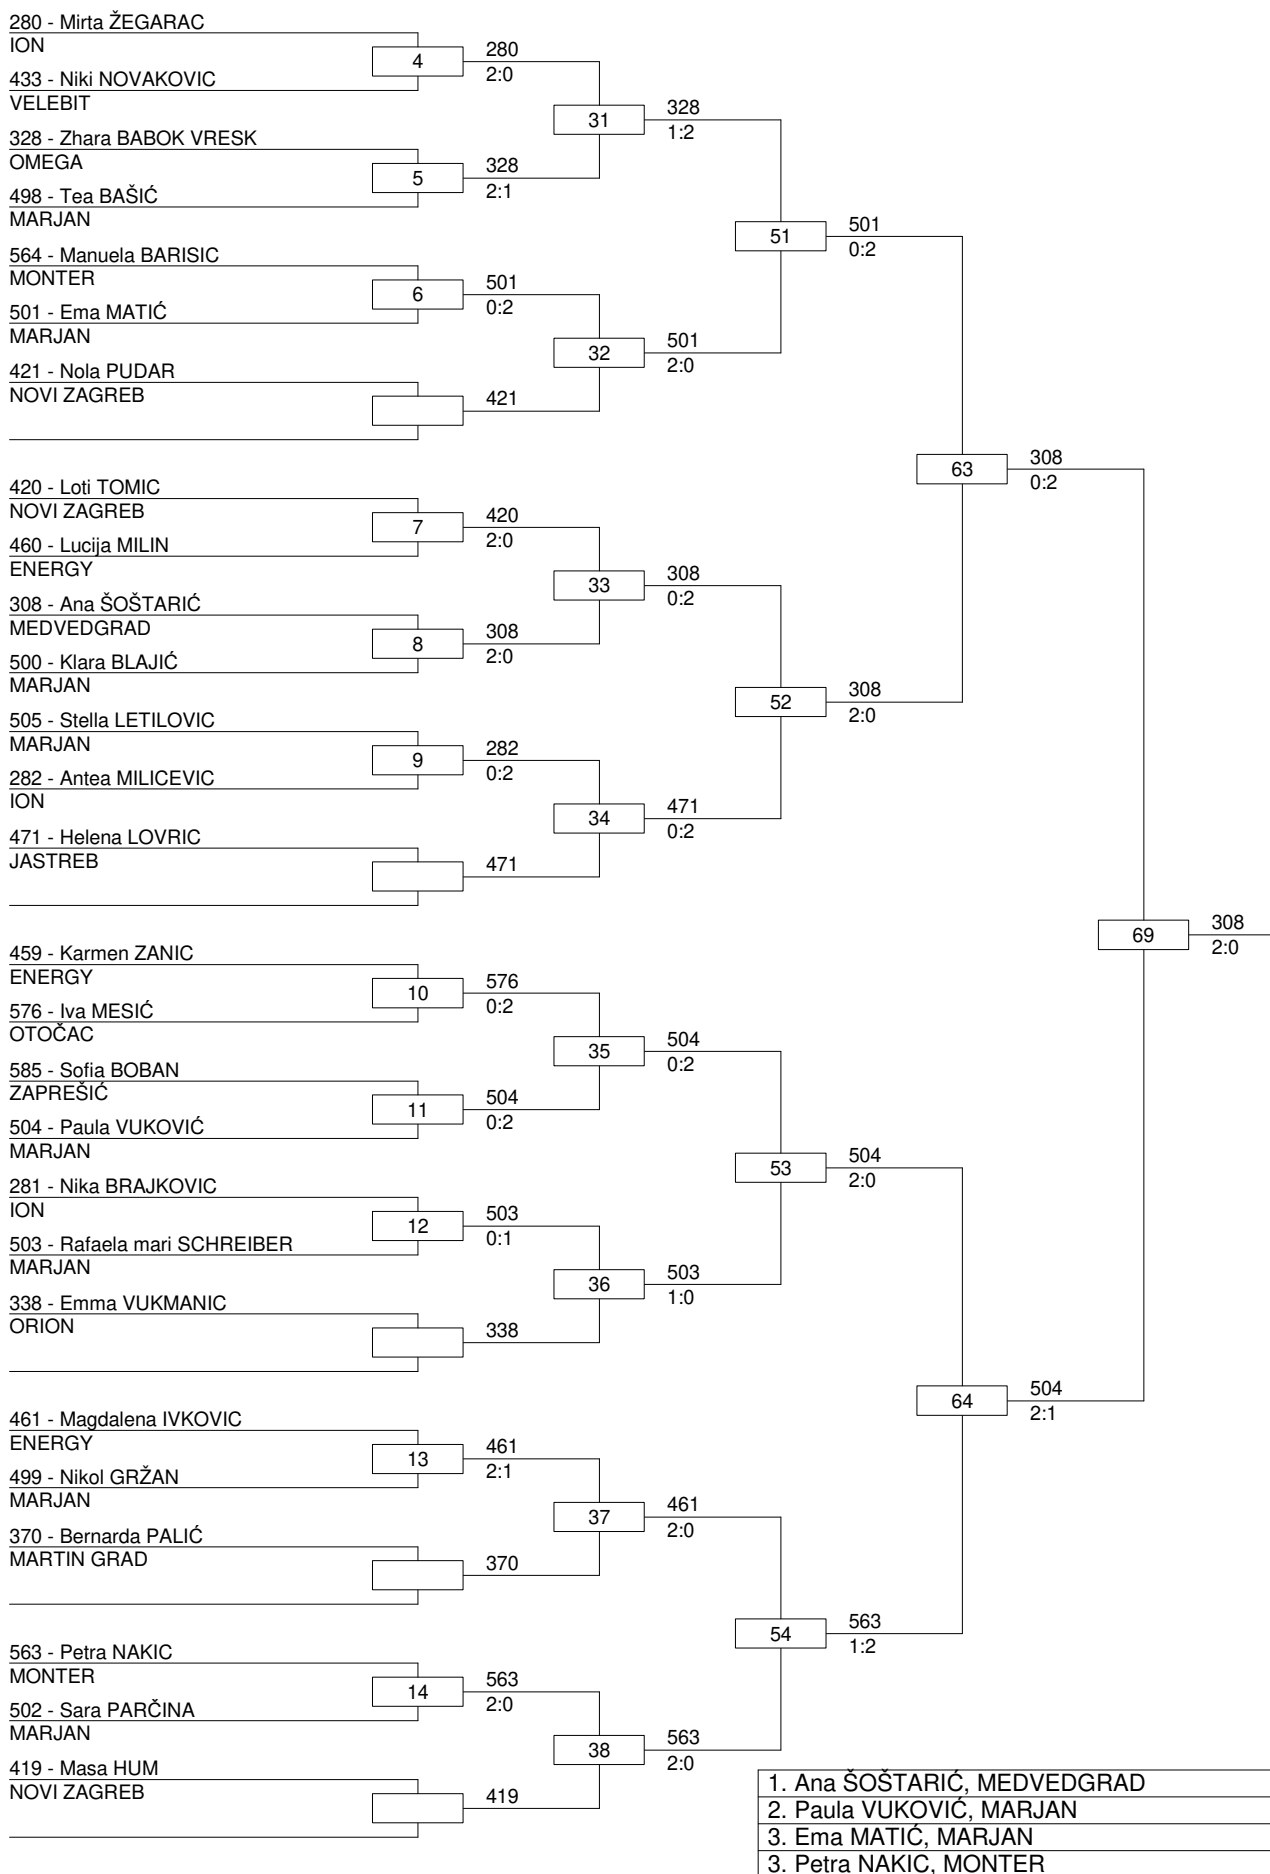 280 - Mirta ŽEGARAC
ION
4
280
2:0
433 - Niki NOVAKOVIC
VELEBIT
31
328
1:2
328 - Zhara BABOK VRESK
OMEGA
5
328
2:1
498 - Tea BAŠIĆ
MARJAN
51
501
0:2
564 - Manuela BARISIC
MONTER
6
501
0:2
501 - Ema MATIĆ
MARJAN
32
501
2:0
421 - Nola PUDAR
NOVI ZAGREB
421
63
308
0:2
420 - Loti TOMIC
NOVI ZAGREB
7
420
2:0
460 - Lucija MILIN
ENERGY
33
308
0:2
308 - Ana ŠOŠTARIĆ
MEDVEDGRAD
8
308
2:0
500 - Klara BLAJIĆ
MARJAN
52
308
2:0
505 - Stella LETILOVIC
MARJAN
9
282
0:2
282 - Antea MILICEVIC
ION
34
471
0:2
471 - Helena LOVRIC
JASTREB
471
69
308
2:0
459 - Karmen ZANIC
ENERGY
10
576
0:2
576 - Iva MESIĆ
OTOČAC
35
504
0:2
585 - Sofia BOBAN
ZAPREŠIĆ
11
504
0:2
504 - Paula VUKOVIĆ
MARJAN
53
504
2:0
281 - Nika BRAJKOVIC
ION
12
503
0:1
503 - Rafaela mari SCHREIBER
MARJAN
36
503
1:0
338 - Emma VUKMANIC
ORION
338
64
504
2:1
461 - Magdalena IVKOVIC
ENERGY
13
461
2:1
499 - Nikol GRŽAN
MARJAN
37
461
2:0
370 - Bernarda PALIĆ
MARTIN GRAD
370
54
563
1:2
563 - Petra NAKIC
MONTER
14
563
2:0
502 - Sara PARČINA
MARJAN
38
563
2:0
419 - Masa HUM
NOVI ZAGREB
419
1. Ana ŠOŠTARIĆ, MEDVEDGRAD
2. Paula VUKOVIĆ, MARJAN
3. Ema MATIĆ, MARJAN
3. Petra NAKIC, MONTER